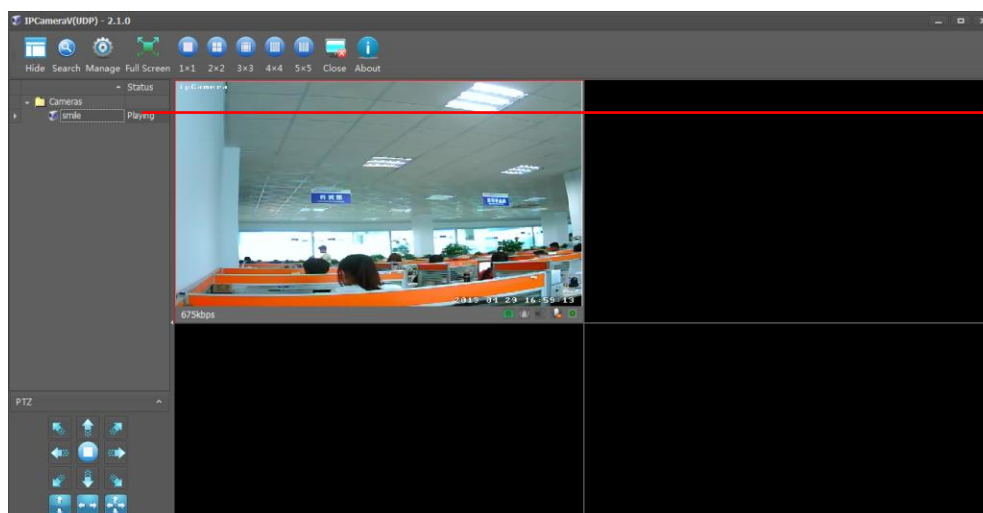 IPCameraV(UDP) - 2.1.0
Hide Search Manage Full Screen 1×1 2×2 3×3 4×4 5×5 Close About
Status
Cameras
smile Playing
IpCamera
2013 04 29 16:59:13
675kbps
PTZ